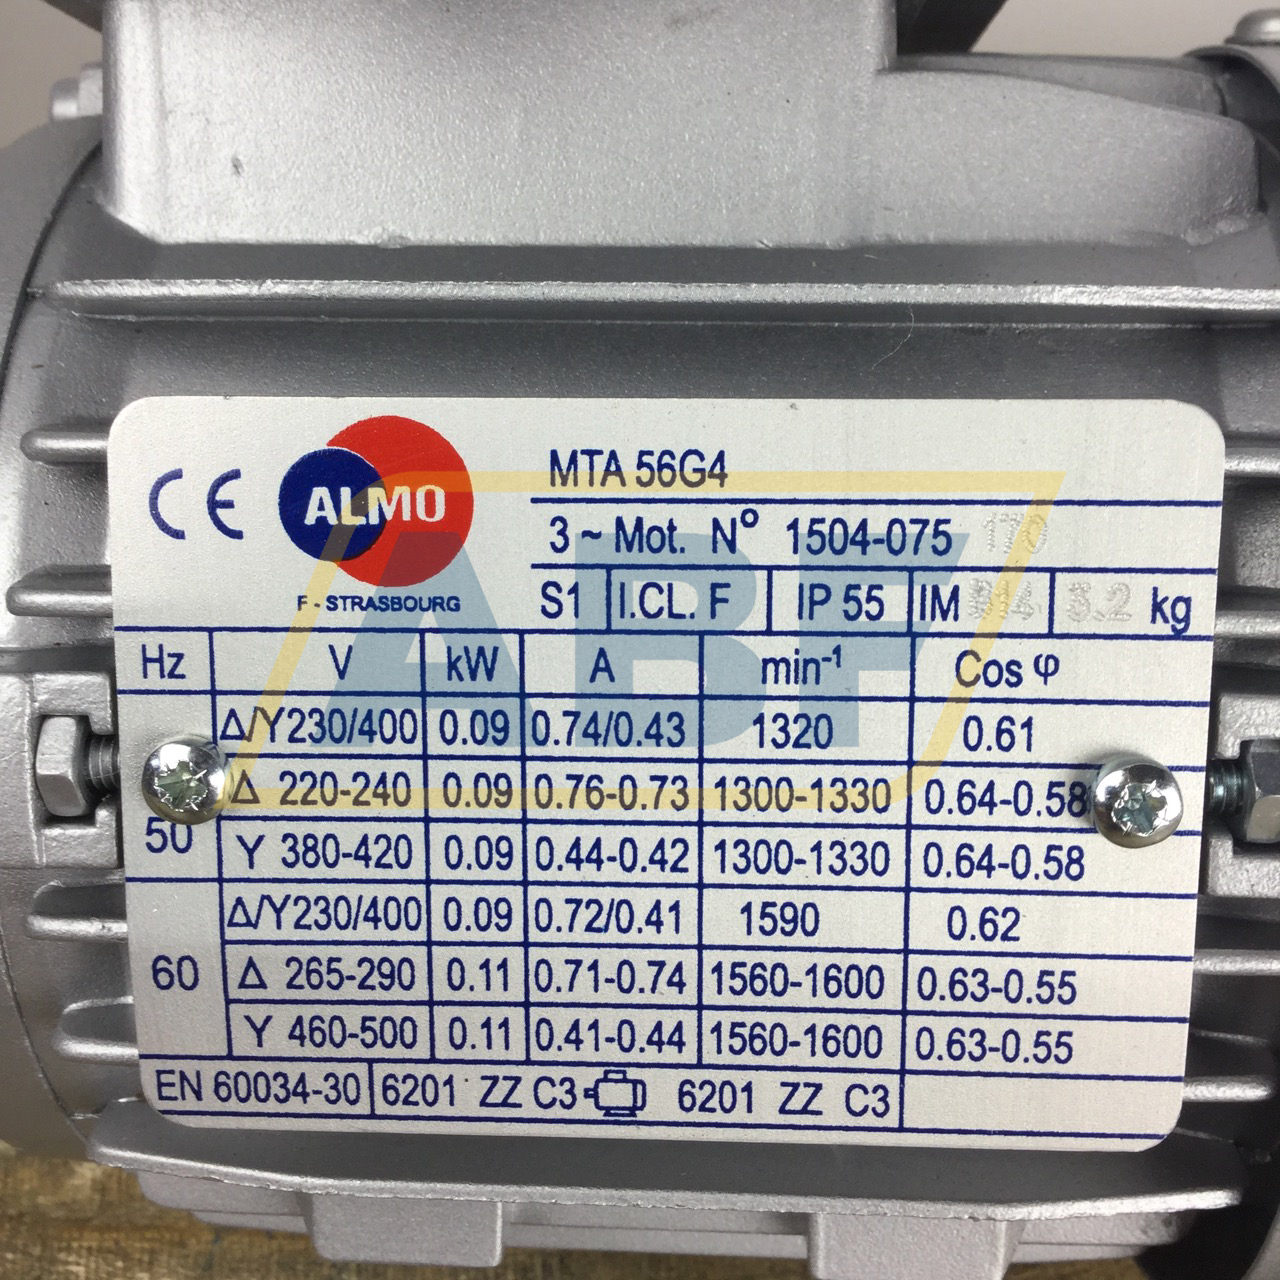 CE ALMO
F - STRASBOURG
MTA 56G4
3 ~ Mot. N° 1504-075 170
S1 I.CL. F IP 55 IM B14 3.2 kg
Hz V kW A min-1 Cos φ
50
Δ/Y230/400 0.09 0.74/0.43 1320 0.61
Δ 220-240 0.09 0.76-0.73 1300-1330 0.64-0.58
Y 380-420 0.09 0.44-0.42 1300-1330 0.64-0.58
60
Δ/Y230/400 0.09 0.72/0.41 1590 0.62
Δ 265-290 0.11 0.71-0.74 1560-1600 0.63-0.55
Y 460-500 0.11 0.41-0.44 1560-1600 0.63-0.55
EN 60034-30 6201 ZZ C3 6201 ZZ C3
ABF